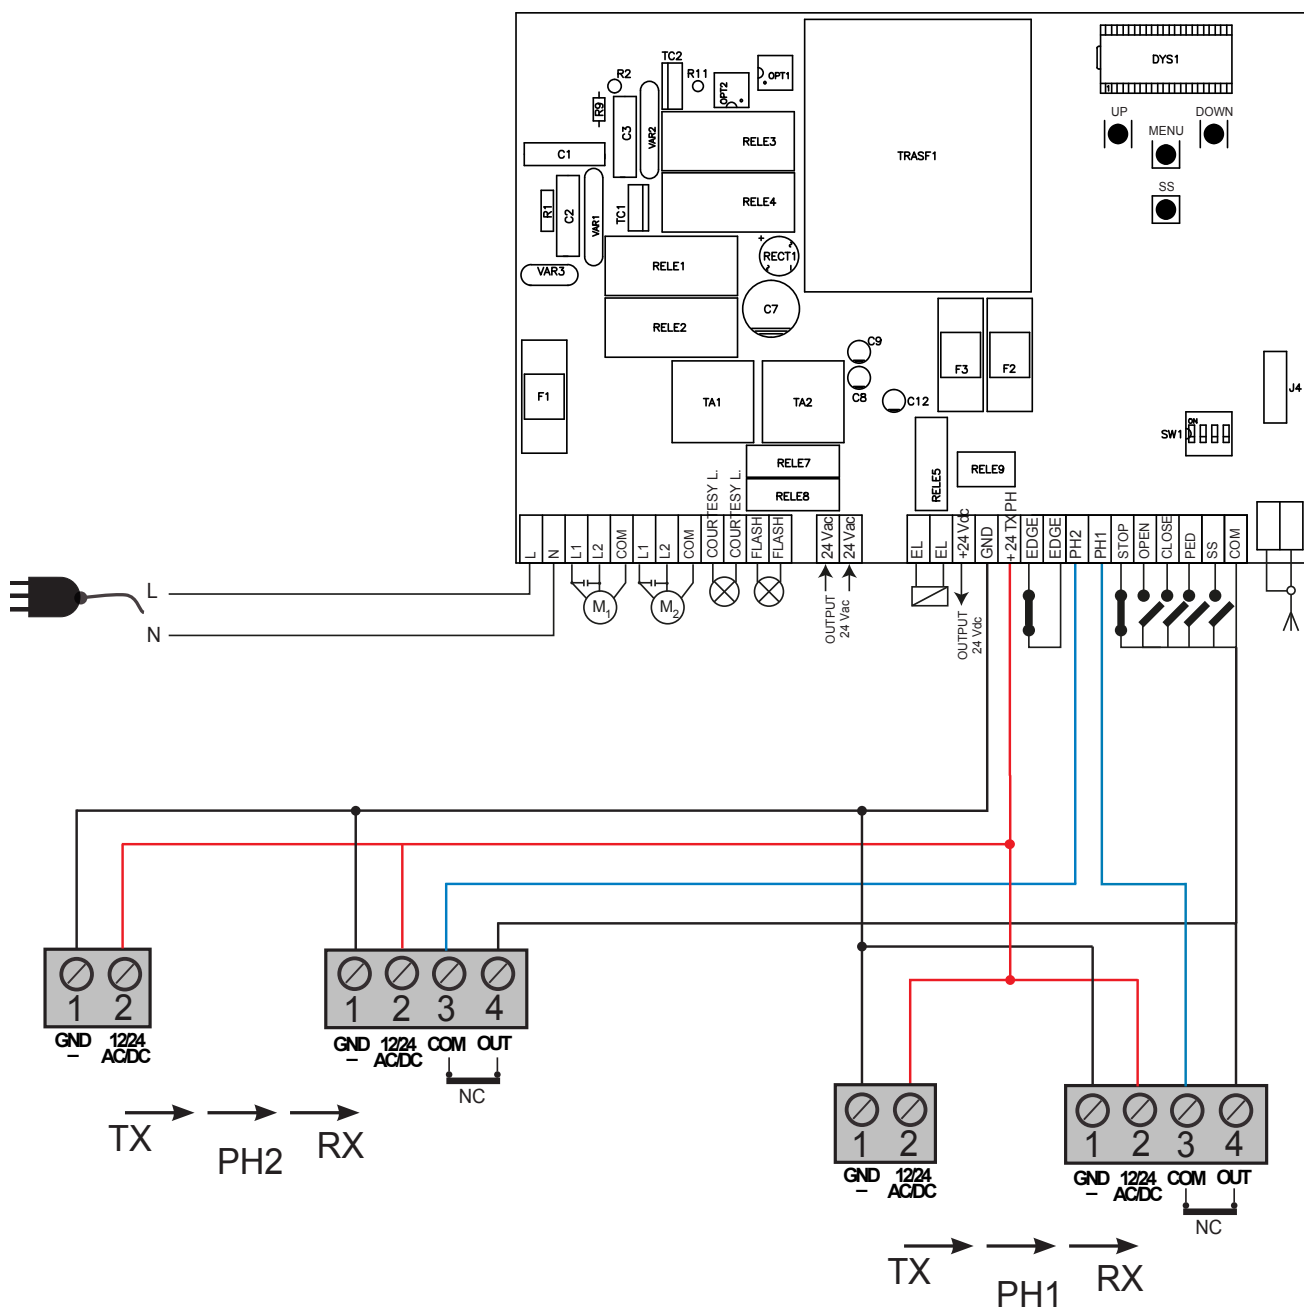 TC2
R2
R11
OPT1
OPT2
DYS1
1
R9
C3
VAR2
RELE3
TRASF1
UP
DOWN
MENU
C1
SS
R1
C2
VAR1
TC1
RELE4
+
RECT1
VAR3
RELE1
C7
RELE2
C9
F3
F2
F1
TA1
TA2
C8
C12
J4
ON
SW1
RELE7
RELE5
RELE9
RELE8
L
N
L1
L2
COM
L1
L2
COM
COURTESY L.
COURTESY L.
FLASH
FLASH
24 Vac
24 Vac
EL
EL
+24 Vdc
GND
+ 24 TX PH
EDGE
EDGE
PH2
PH1
STOP
OPEN
CLOSE
PED
SS
COM
L
N
M1
M2
OUTPUT
24 Vac
OUTPUT
24 Vdc
1 2
GND 12/24
– AC/DC
1 2 3 4
GND 12/24 COM OUT
– AC/DC
NC
TX PH2 RX
1 2
GND 12/24
– AC/DC
1 2 3 4
GND 12/24 COM OUT
– AC/DC
NC
TX PH1 RX